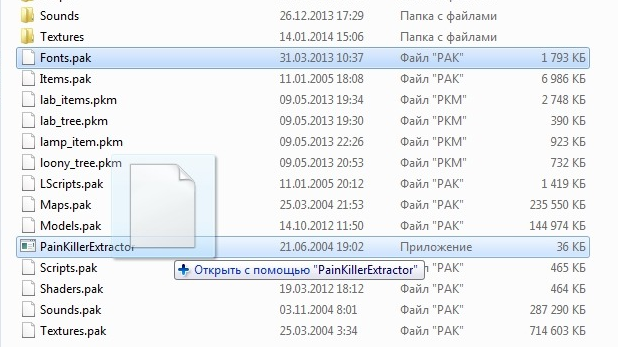 Sounds 26.12.2013 17:29 Папка с файлами
Textures 14.01.2014 15:06 Папка с файлами
Fonts.pak 31.03.2013 10:37 Файл "PAK" 1 793 КБ
Items.pak 11.01.2005 18:08 Файл "PAK" 6 986 КБ
lab_items.pkm 09.05.2013 19:34 Файл "PKM" 2 748 КБ
lab_tree.pkm 09.05.2013 19:30 Файл "PKM" 390 КБ
lamp_item.pkm 09.05.2013 22:26 Файл "PKM" 923 КБ
loony_tree.pkm 09.05.2013 20:53 Файл "PKM" 732 КБ
LScripts.pak 11.01.2005 20:12 Файл "PAK" 1 419 КБ
Maps.pak 25.03.2004 21:53 Файл "PAK" 235 550 КБ
Models.pak 14.10.2012 11:50 Файл "PAK" 144 974 КБ
PainKillerExtractor 21.06.2004 19:02 Приложение 36 КБ
Scripts.pak "PAK" 465 КБ
Открыть с помощью "PainKillerExtractor"
Shaders.pak 19.03.2012 18:12 Файл "PAK" 464 КБ
Sounds.pak 03.11.2004 8:01 Файл "PAK" 287 290 КБ
Textures.pak 25.03.2004 3:34 Файл "PAK" 714 603 КБ